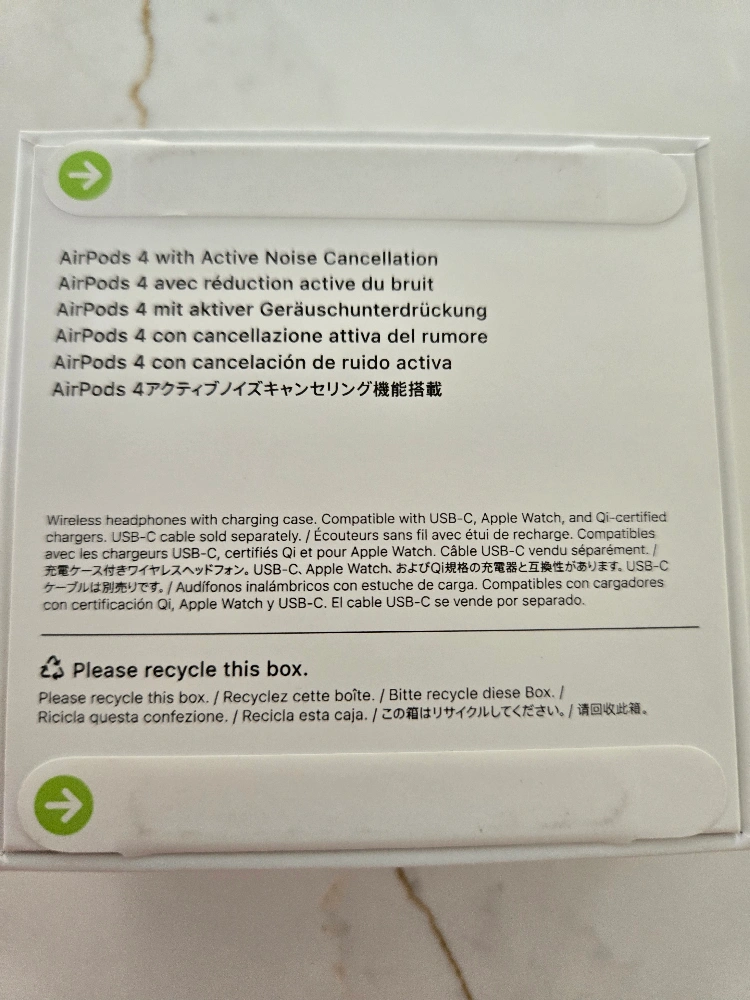 AirPods 4 with Active Noise Cancellation
AirPods 4 avec réduction active du bruit
AirPods 4 mit aktiver Geräuschunterdrückung
AirPods 4 con cancellazione attiva del rumore
AirPods 4 con cancelación de ruido activa
AirPods 4アクティブノイズキャンセリング機能搭載
Wireless headphones with charging case. Compatible with USB-C, Apple Watch, and Qi-certified
chargers. USB-C cable sold separately. / Écouteurs sans fil avec étui de recharge. Compatibles
avec les chargeurs USB-C, certifiés Qi et pour Apple Watch. Câble USB-C vendu séparément. /
充電ケース付きワイヤレスヘッドフォン。USB-C、Apple Watch、およびQi規格の充電器と互換性があります。USB-C
ケーブルは別売りです。/ Audífonos inalámbricos con estuche de carga. Compatibles con cargadores
con certificación Qi, Apple Watch y USB-C. El cable USB-C se vende por separado.
Please recycle this box.
Please recycle this box. / Recyclez cette boîte. / Bitte recycle diese Box. /
Ricicla questa confezione. / Recicla esta caja. / この箱はリサイクルしてください。/ 请回收此箱。